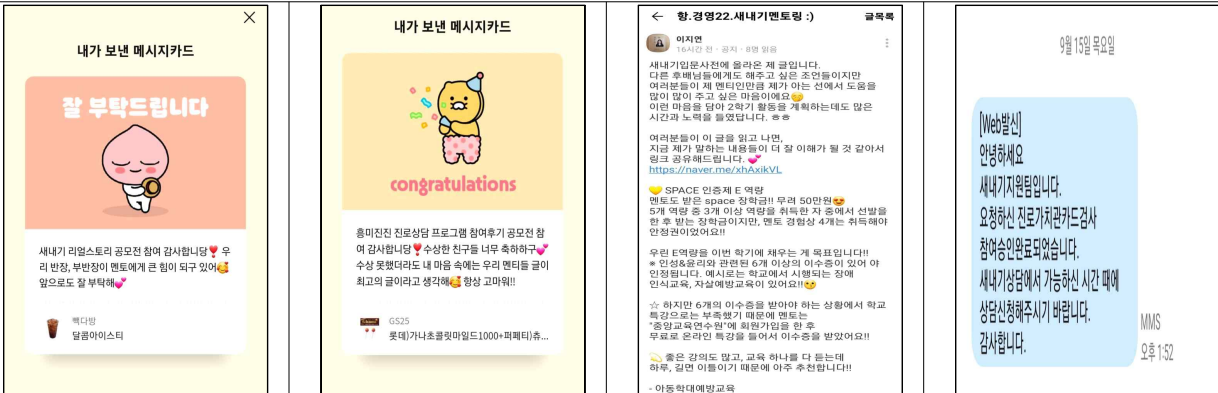 내가 보낸 메시지카드
잘 부탁드립니다
새내기 리얼스토리 공모전 참여 감사합니당❣️ 우
리 반장, 부반장이 멘토에게 큰 힘이 되구 있어🥰
앞으로도 잘 부탁해💕
빽다방
달콤아이스티
내가 보낸 메시지카드
congratulations
흥미진진 진로상담 프로그램 참여후기 공모전 참
여 감사합니당❣️수상한 친구들 너무 축하하구💕
수상 못했더라도 내 마음 속에는 우리 멘티들 글이
최고의 글이라고 생각해🥰 항상 고마워!!
GS25
롯데)가나초콜릿마일드1000+퍼페티)츄...
← 항.경영22.새내기멘토링 :) 글목록
이지연
16시간 전 · 공지 · 8명 읽음
새내기입문사전에 올라온 제 글입니다.
다른 후배님들에게도 해주고 싶은 조언들이지만
여러분들이 제 멘티인만큼 제가 아는 선에서 도움을
많이 많이 주고 싶은 마음이에요😚
이런 마음을 담아 2학기 활동을 계획하는데도 많은
시간과 노력을 들였답니다. ㅎㅎ
여러분들이 이 글을 읽고 나면,
지금 제가 말하는 내용들이 더 잘 이해가 될 것 같아서
링크 공유해드립니다. 💕
https://naver.me/xhAxikVL
💛 SPACE 인증제 E 역량
멘토도 받은 space 장학금!! 무려 50만원😍
5개 역량 중 3개 이상 역량을 취득한 자 중에서 선발을
한 후 받는 장학금이지만, 멘토 경험상 4개는 취득해야
안정권이었어요!!
우린 E역량을 이번 학기에 채우는 게 목표입니다!!
* 인성&윤리와 관련된 6개 이상의 이수증이 있어 야
인정됩니다. 예시로는 학교에서 시행되는 장애
인식교육, 자살예방교육이 있어요!!😚
☆ 하지만 6개의 이수증을 받아야 하는 상황에서 학교
특강으로는 부족했기 때문에 멘토는
"중앙교육연수원"에 회원가입을 한 후
무료로 온라인 특강을 들어서 이수증을 받았어요!!
💫 좋은 강의도 많고, 교육 하나를 다 듣는데
하루, 길면 이틀이기 때문에 아주 추천합니다!!
- 아동학대예방교육
9월 15일 목요일
[Web발신]
안녕하세요
새내기지원팀입니다.
요청하신 진로가치관카드검사
참여승인완료되었습니다.
새내기상담에서 가능하신 시간 때에
상담신청해주시기 바랍니다.
감사합니다.
MMS
오후 1:52